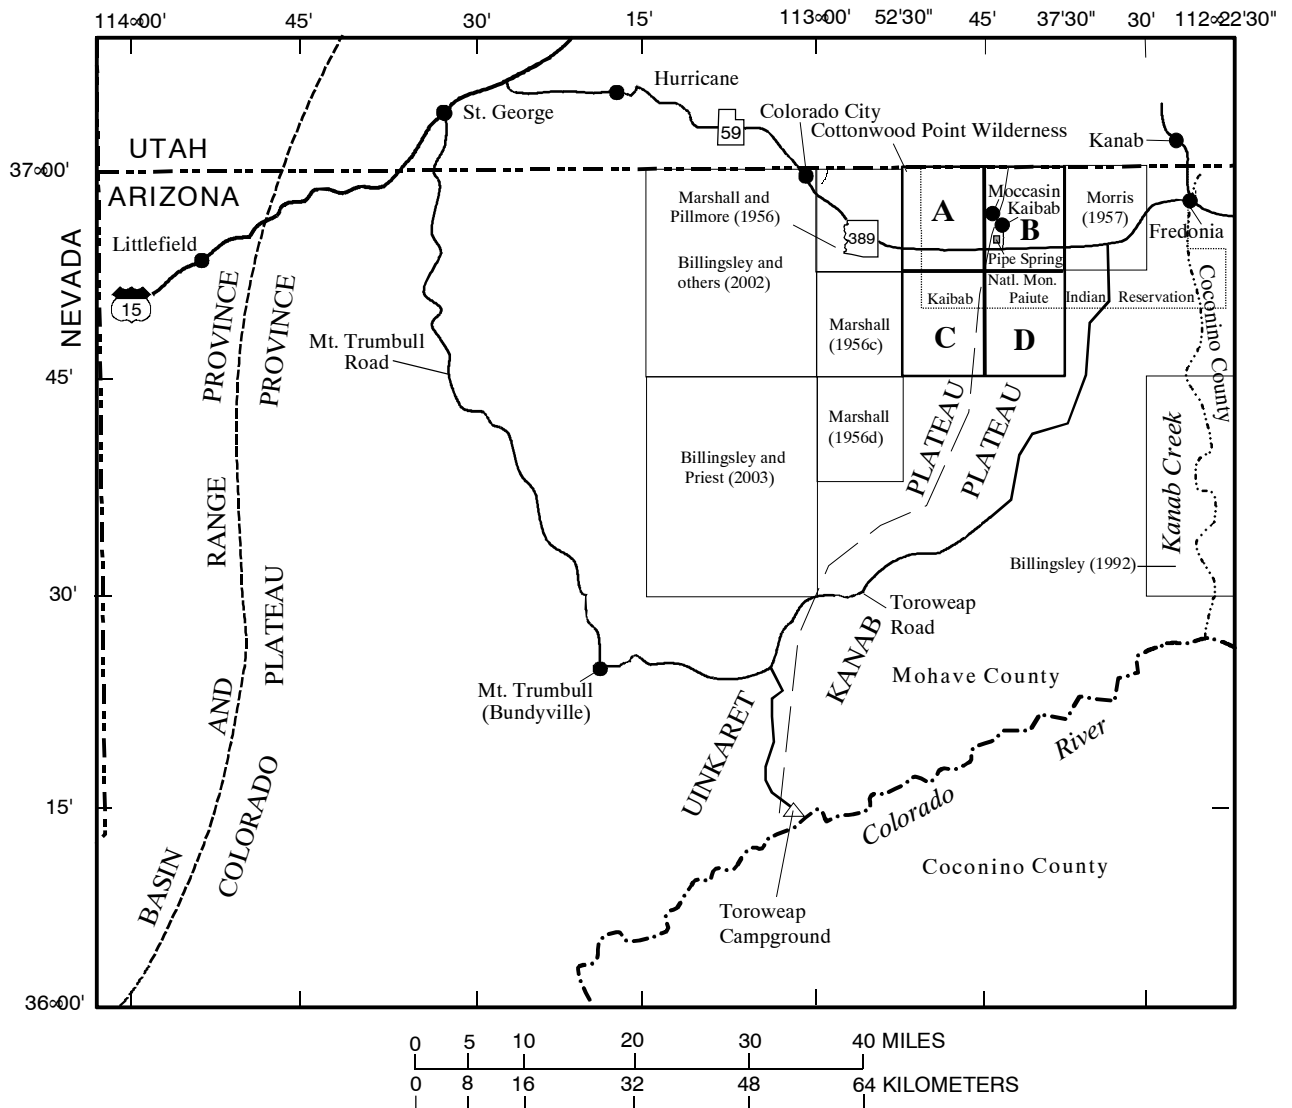 114∞00' 45' 30' 15' 113∞00' 52'30" 45' 37'30" 30' 112∞22'30"
Hurricane
St. George
59
Colorado City
Cottonwood Point Wilderness
Kanab
UTAH
37∞00'
ARIZONA
Marshall and
Pillmore (1956)
389
A
Moccasin
Kaibab
B
Morris
(1957)
Fredonia
Littlefield
Pipe Spring
Natl. Mon.
Billingsley and
others (2002)
NEVADA
15
Kaibab Paiute Indian Reservation
Coconino County
PROVINCE
PROVINCE
Mt. Trumbull
Road
Marshall
(1956c)
C
D
45'
PLATEAU
PLATEAU
Marshall
(1956d)
Billingsley and
Priest (2003)
Kanab Creek
RANGE
PLATEAU
Billingsley (1992)
30'
Toroweap
Road
KANAB
Mohave County
Mt. Trumbull
(Bundyville)
AND
UINKARET
River
15'
Colorado
COLORADO
BASIN
Coconino County
Toroweap
Campground
36∞00'
0 5 10 20 30 40 MILES
0 8 16 32 48 64 KILOMETERS